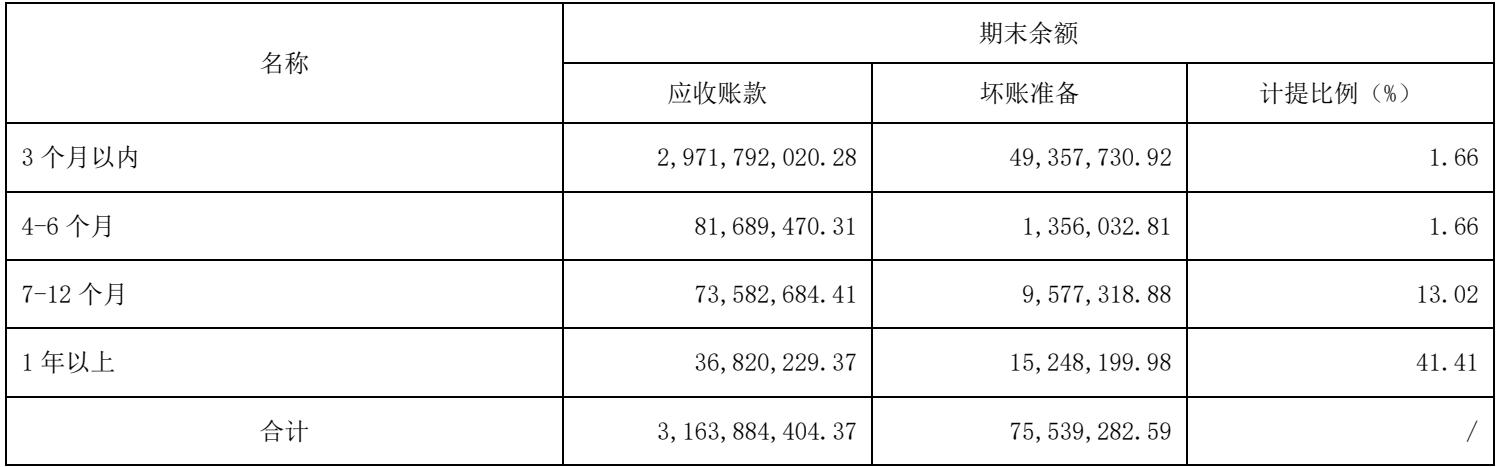 名称 期末余额
应收账款 坏账准备 计提比例（%）
3 个月以内 2,971,792,020.28 49,357,730.92 1.66
4-6 个月 81,689,470.31 1,356,032.81 1.66
7-12 个月 73,582,684.41 9,577,318.88 13.02
1 年以上 36,820,229.37 15,248,199.98 41.41
合计 3,163,884,404.37 75,539,282.59 /